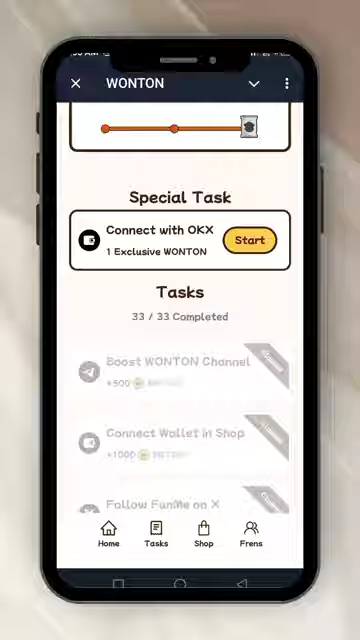 WONTON
Special Task
Connect with OKX
1 Exclusive WONTON
Start
Tasks
33 / 33 Completed
Boost WONTON Channel
+500
Connect Wallet in Shop
+1000
Follow FunMe on X
Home
Tasks
Shop
Frens